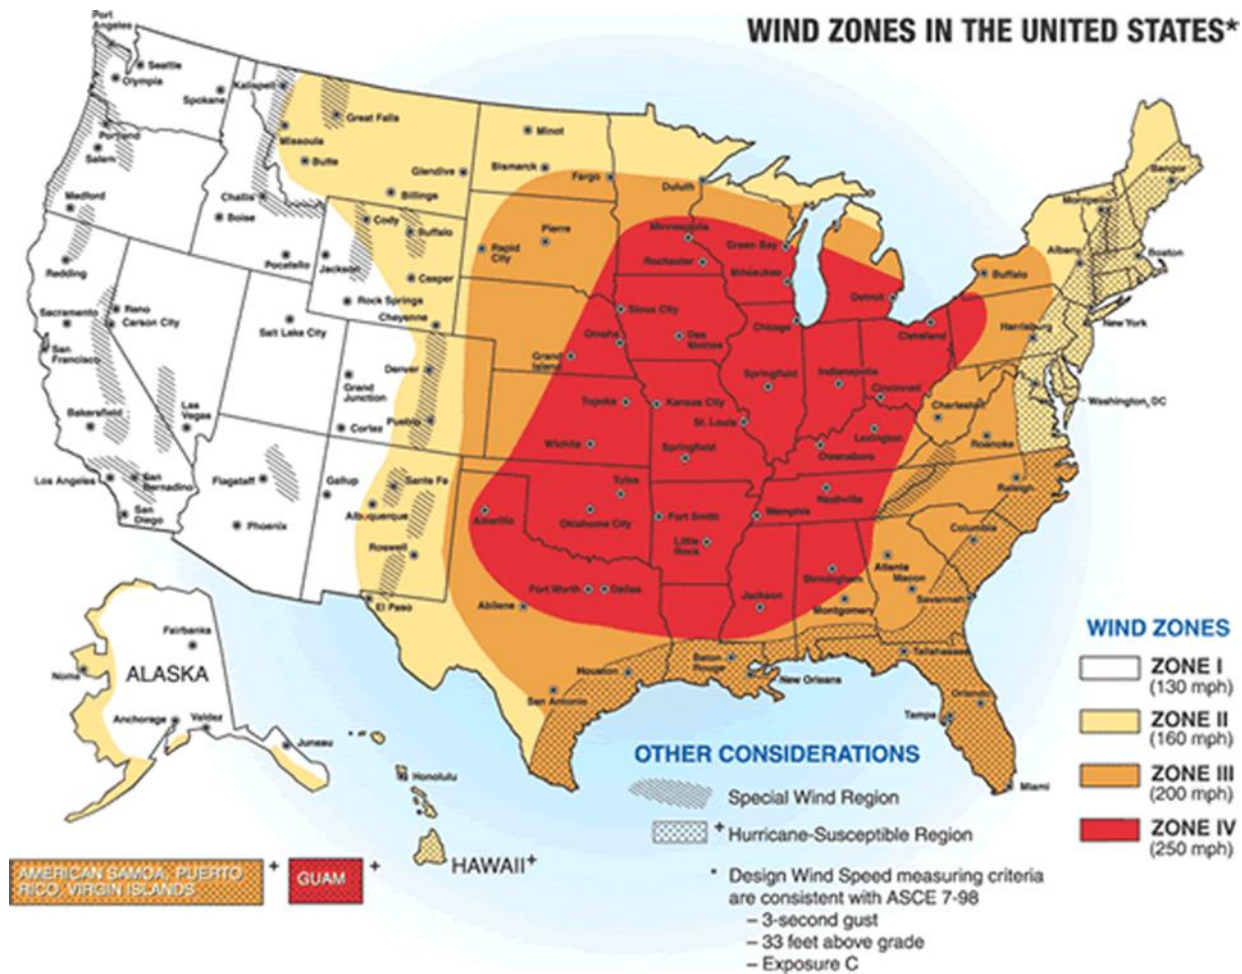 WIND ZONES IN THE UNITED STATES*
Port
Angeles
Seattle
Olympia
Spokane
Kalispell
Great Falls
Missoula
Butte
Glendive
Billings
Minot
Bismarck
Fargo
Duluth
Portland
Salem
Medford
Challis
Boise
Pocatello
Jackson
Cody
Buffalo
Casper
Rock Springs
Cheyenne
Rapid
City
Pierre
Minneapolis
Rochester
Green Bay
Milwaukee
Detroit
Buffalo
Albany
Montpelier
Bangor
Boston
New York
Harrisburg
Washington, DC
Redding
Sacramento
San
Francisco
Reno
Carson City
Salt Lake City
Grand
Junction
Denver
Pueblo
Cortez
Bakersfield
Las
Vegas
Los Angeles
San
Bernadino
San
Diego
Flagstaff
Phoenix
Gallup
Sante Fe
Albuquerque
Roswell
El Paso
Sioux City
Omaha
Des
Moines
Grand
Island
Chicago
Cleveland
Springfield
Indianapolis
Cincinnati
Topeka
Kansas City
St. Louis
Wichita
Springfield
Lexington
Owensboro
Charleston
Roanoke
Raleigh
Tulsa
Amarillo
Oklahoma City
Fort Smith
Little
Rock
Memphis
Nashville
Columbia
Atlanta
Macon
Savannah
Birmingham
Montgomery
Jackson
Fort Worth
Dallas
Abilene
Houston
San Antonio
Baton
Rouge
New Orleans
Tallahassee
Orlando
Tampa
Miami
Fairbanks
ALASKA
Nome
Anchorage
Valdez
Juneau
Honolulu
HAWAII+
AMERICAN SAMOA, PUERTO
RICO, VIRGIN ISLANDS
+
GUAM
+
WIND ZONES
ZONE I
(130 mph)
ZONE II
(160 mph)
ZONE III
(200 mph)
ZONE IV
(250 mph)
OTHER CONSIDERATIONS
Special Wind Region
+ Hurricane-Susceptible Region
* Design Wind Speed measuring criteria
are consistent with ASCE 7-98
– 3-second gust
– 33 feet above grade
– Exposure C